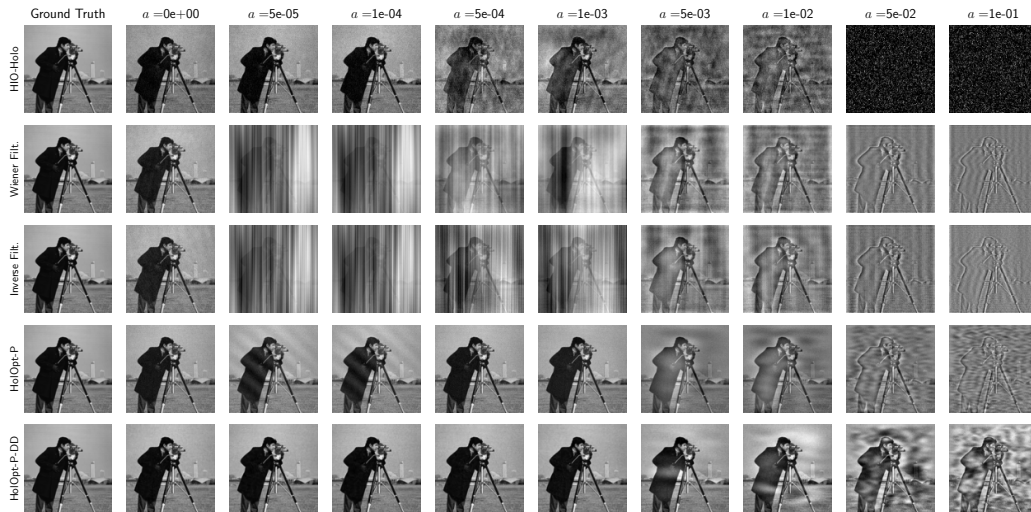 Ground Truth a =0e+00 a =5e-05 a =1e-04 a =5e-04 a =1e-03 a =5e-03 a =1e-02 a =5e-02 a =1e-01
HIO-Holo
Wiener Filt.
Inverse Filt.
HolOpt-P
HolOpt-P-DD